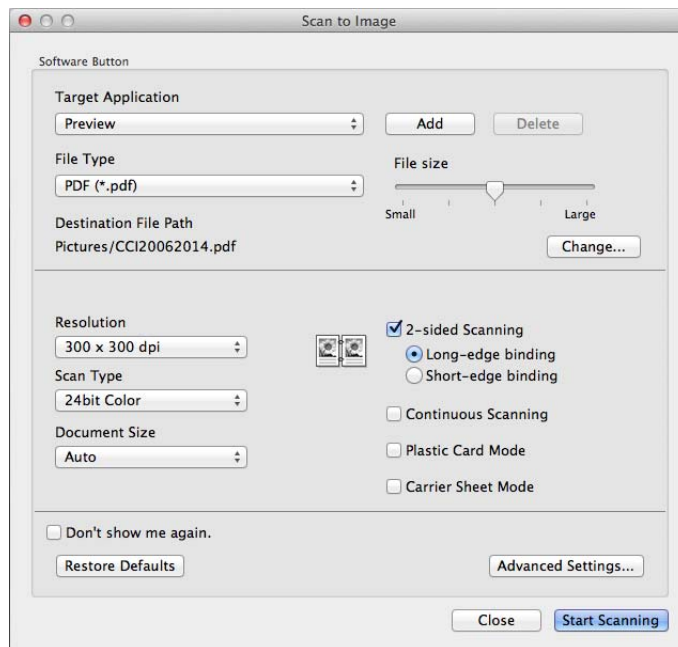 Scan to Image
Software Button
Target Application
Preview
Add
Delete
File Type
File size
PDF (*.pdf)
Small
Large
Destination File Path
Pictures/CCI20062014.pdf
Change...
Resolution
300 x 300 dpi
2-sided Scanning
Long-edge binding
Scan Type
Short-edge binding
24bit Color
Continuous Scanning
Document Size
Auto
Plastic Card Mode
Carrier Sheet Mode
Don't show me again.
Restore Defaults
Advanced Settings...
Close
Start Scanning